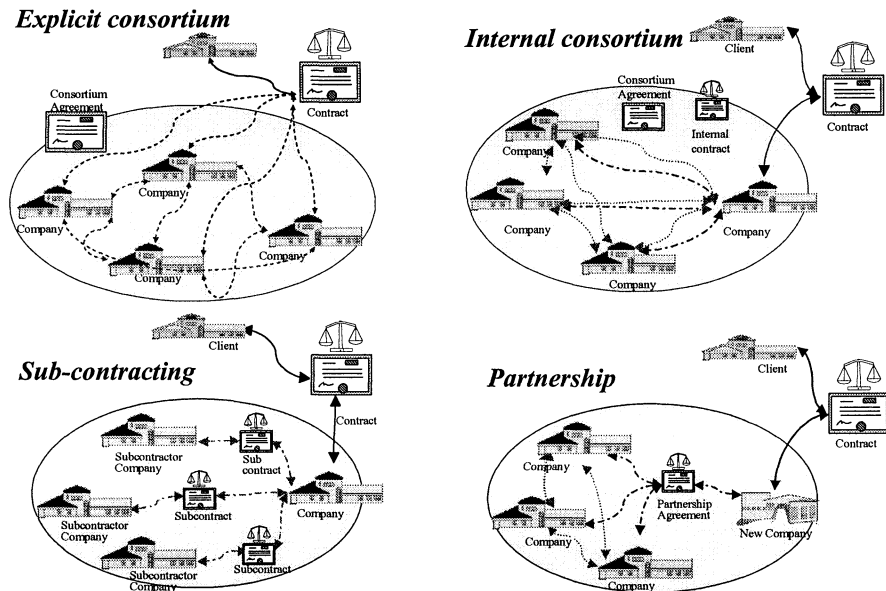 Explicit consortium
Contract
Consortium
Agreement
Company
Company
Company
Company
Internal consortium
Client
Contract
Consortium
Agreement
Internal
contract
Company
Company
Company
Company
Sub-contracting
Client
Contract
Subcontractor
Company
Sub
contract
Subcontractor
Company
Subcontract
Company
Subcontractor
Company
Subcontract
Partnership
Client
Contract
Company
Company
Partnership
Agreement
New Company
Company